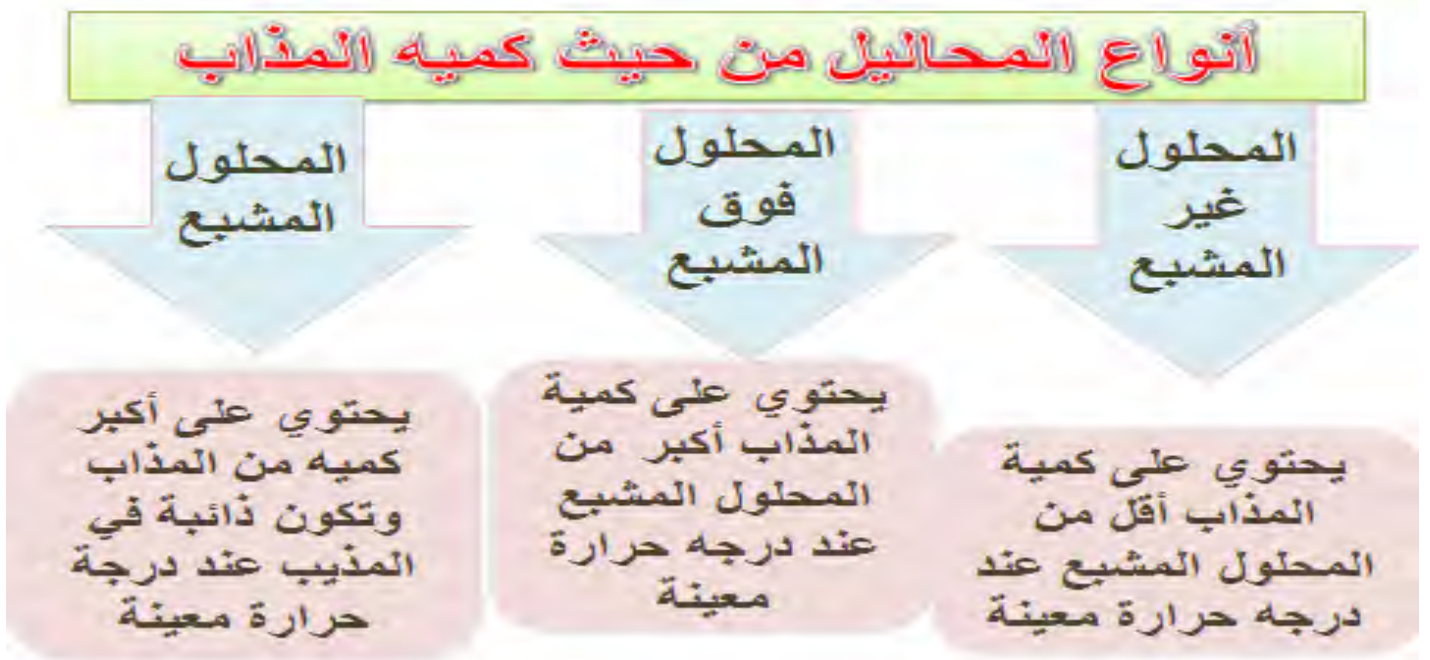 أنواع المحاليل من حيث كميه المذاب
المحلول
غير
المشبع
يحتوي على كمية
المذاب أقل من
المحلول المشبع عند
درجه حرارة معينة
المحلول
فوق
المشبع
يحتوي على كمية
المذاب أكبر من
المحلول المشبع
عند درجه حرارة
معينة
المحلول
المشبع
يحتوي على أكبر
كميه من المذاب
وتكون ذائبة في
المذيب عند درجة
حرارة معينة